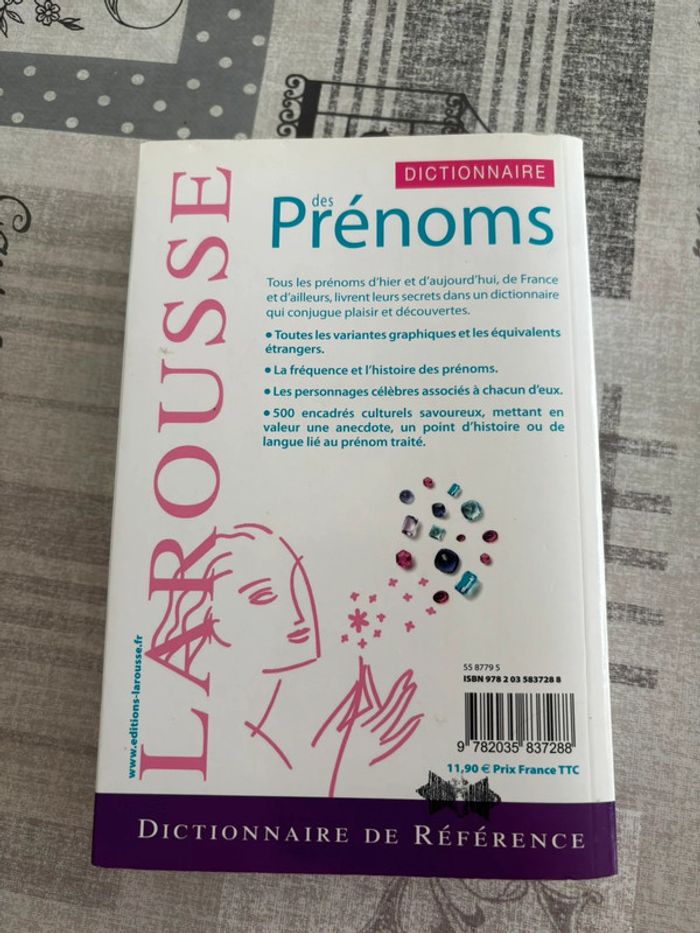 DICTIONNAIRE
des
Prénoms
Tous les prénoms d'hier et d'aujourd'hui, de France
et d'ailleurs, livrent leurs secrets dans un dictionnaire
qui conjugue plaisir et découvertes.
• Toutes les variantes graphiques et les équivalents
étrangers.
• La fréquence et l'histoire des prénoms.
• Les personnages célèbres associés à chacun d'eux.
• 500 encadrés culturels savoureux, mettant en
valeur une anecdote, un point d'histoire ou de
langue lié au prénom traité.
LAROUSSE
www.editions-larousse.fr
55 8779 5
ISBN 978 2 03 583728 8
9 782035 837288
11,90 € Prix France TTC
DICTIONNAIRE DE RÉFÉRENCE